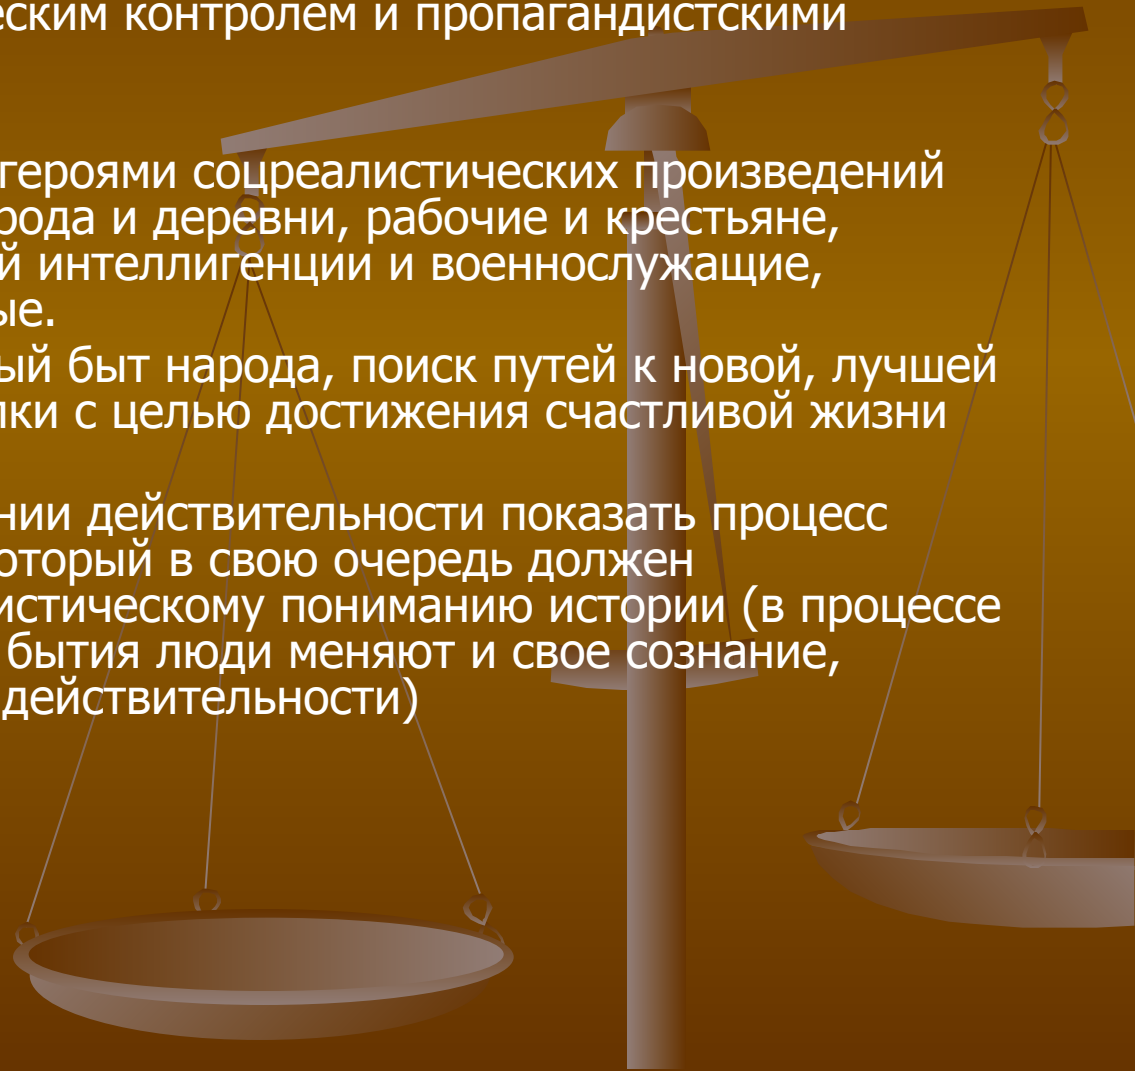 еским контролем и пропагандистскими
героями соцреалистических произведений
рода и деревни, рабочие и крестьяне,
й интеллигенции и военнослужащие,
ые.
ый быт народа, поиск путей к новой, лучшей
лки с целью достижения счастливой жизни
нии действительности показать процесс
оторый в свою очередь должен
истическому пониманию истории (в процессе
бытия люди меняют и свое сознание,
действительности)